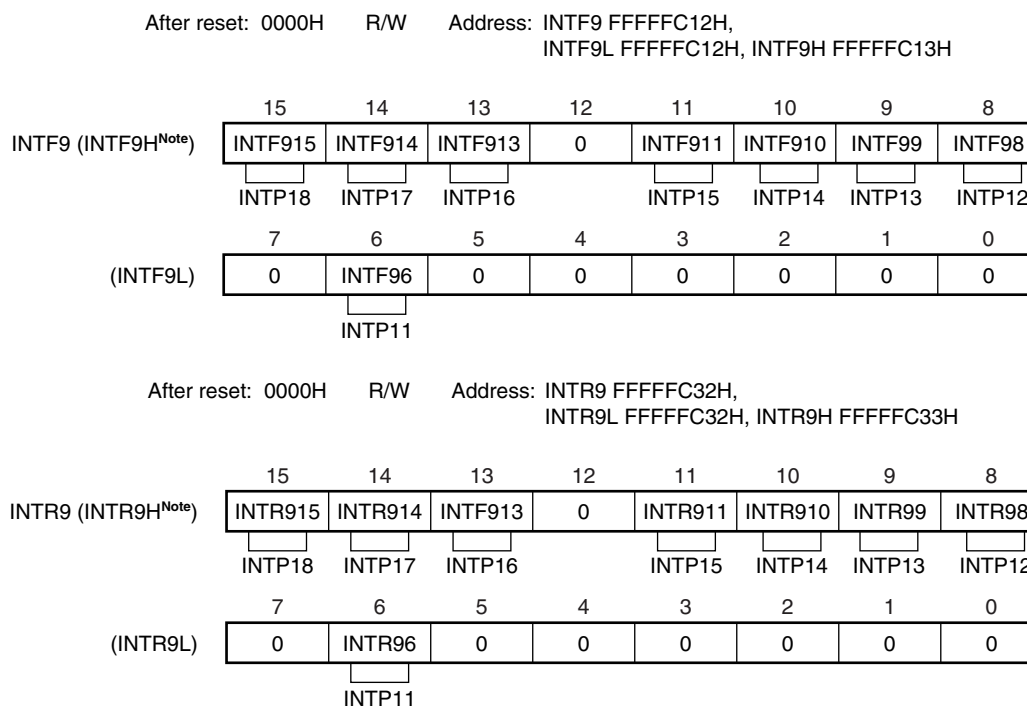 After reset: 0000H R/W Address: INTF9 FFFFFC12H,
INTF9L FFFFFC12H, INTF9H FFFFFC13H
15 14 13 12 11 10 9 8
INTF9 (INTF9HNote) INTF915 INTF914 INTF913 0 INTF911 INTF910 INTF99 INTF98
INTP18 INTP17 INTP16 INTP15 INTP14 INTP13 INTP12
7 6 5 4 3 2 1 0
(INTF9L) 0 INTF96 0 0 0 0 0 0
INTP11
After reset: 0000H R/W Address: INTR9 FFFFFC32H,
INTR9L FFFFFC32H, INTR9H FFFFFC33H
15 14 13 12 11 10 9 8
INTR9 (INTR9HNote) INTR915 INTR914 INTF913 0 INTR911 INTR910 INTR99 INTR98
INTP18 INTP17 INTP16 INTP15 INTP14 INTP13 INTP12
7 6 5 4 3 2 1 0
(INTR9L) 0 INTR96 0 0 0 0 0 0
INTP11